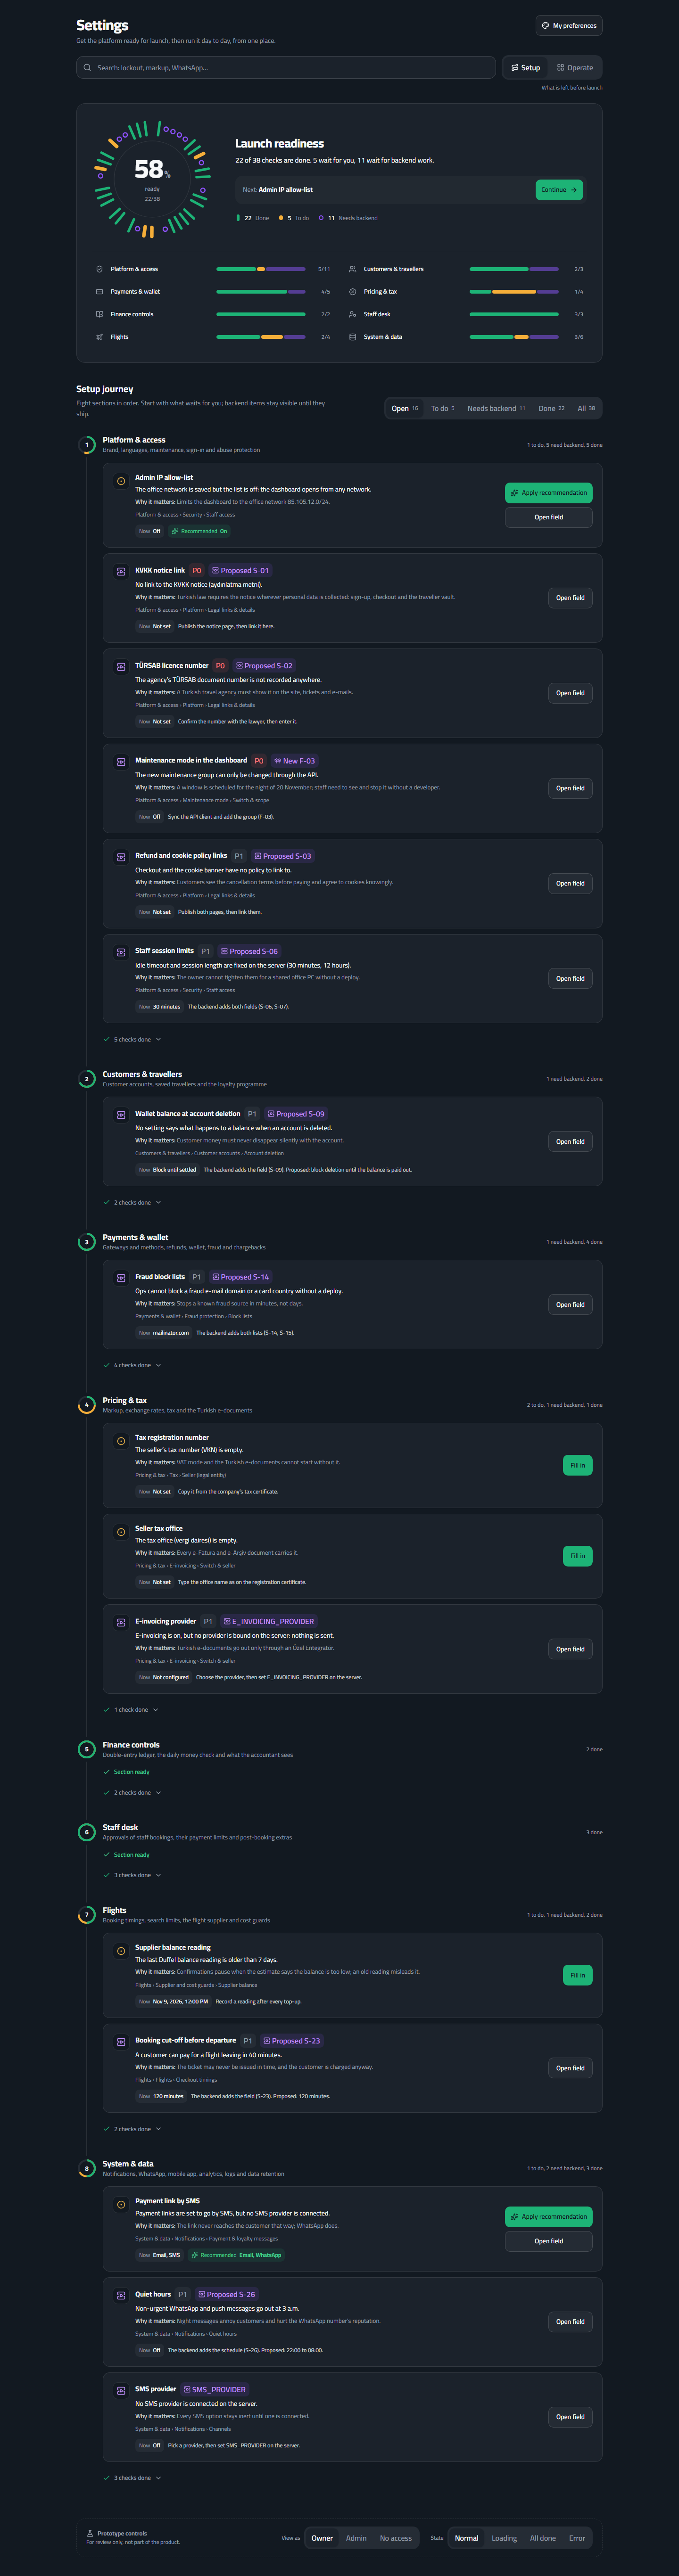 Settings
My preferences
Get the platform ready for launch, then run it day to day, from one place.
Search: lockout, markup, WhatsApp...
Setup
Operate
What is left before launch
58%
ready
22/38
Launch readiness
22 of 38 checks are done. 5 wait for you, 11 wait for backend work.
Next: Admin IP allow-list
Continue
22 Done 5 To do 11 Needs backend
Platform & access 5/11
Customers & travellers 2/3
Payments & wallet 4/5
Pricing & tax 1/4
Finance controls 2/2
Staff desk 3/3
Flights 2/4
System & data 3/6
Setup journey
Eight sections in order. Start with what waits for you; backend items stay visible until they
ship.
Open 16 To do 5 Needs backend 11 Done 22 All 38
1
Platform & access
1 to do, 5 need backend, 5 done
Brand, languages, maintenance, sign-in and abuse protection
Admin IP allow-list
The office network is saved but the list is off: the dashboard opens from any network.
Why it matters: Limits the dashboard to the office network 85.105.12.0/24.
Platform & access › Security › Staff access
Now Off Recommended On
Apply recommendation
Open field
KVKK notice link P0 Proposed S-01
No link to the KVKK notice (aydınlatma metni).
Why it matters: Turkish law requires the notice wherever personal data is collected: sign-up, checkout and the traveller vault.
Platform & access › Platform › Legal links & details
Now Not set Publish the notice page, then link it here.
Open field
TÜRSAB licence number P0 Proposed S-02
The agency's TÜRSAB document number is not recorded anywhere.
Why it matters: A Turkish travel agency must show it on the site, tickets and e-mails.
Platform & access › Platform › Legal links & details
Now Not set Confirm the number with the lawyer, then enter it.
Open field
Maintenance mode in the dashboard P0 New F-03
The new maintenance group can only be changed through the API.
Why it matters: A window is scheduled for the night of 20 November; staff need to see and stop it without a developer.
Platform & access › Maintenance mode › Switch & scope
Now Off Sync the API client and add the group (F-03).
Open field
Refund and cookie policy links P1 Proposed S-03
Checkout and the cookie banner have no policy to link to.
Why it matters: Customers see the cancellation terms before paying and agree to cookies knowingly.
Platform & access › Platform › Legal links & details
Now Not set Publish both pages, then link them.
Open field
Staff session limits P1 Proposed S-06
Idle timeout and session length are fixed on the server (30 minutes, 12 hours).
Why it matters: The owner cannot tighten them for a shared office PC without a deploy.
Platform & access › Security › Staff access
Now 30 minutes The backend adds both fields (S-06, S-07).
Open field
5 checks done
2
Customers & travellers
1 need backend, 2 done
Customer accounts, saved travellers and the loyalty programme
Wallet balance at account deletion P1 Proposed S-09
No setting says what happens to a balance when an account is deleted.
Why it matters: Customer money must never disappear silently with the account.
Customers & travellers › Customer accounts › Account deletion
Now Block until settled The backend adds the field (S-09). Proposed: block deletion until the balance is paid out.
Open field
2 checks done
3
Payments & wallet
1 need backend, 4 done
Gateways and methods, refunds, wallet, fraud and chargebacks
Fraud block lists P1 Proposed S-14
Ops cannot block a fraud e-mail domain or a card country without a deploy.
Why it matters: Stops a known fraud source in minutes, not days.
Payments & wallet › Fraud protection › Block lists
Now mailinator.com The backend adds both lists (S-14, S-15).
Open field
4 checks done
4
Pricing & tax
2 to do, 1 need backend, 1 done
Markup, exchange rates, tax and the Turkish e-documents
Tax registration number
The seller's tax number (VKN) is empty.
Why it matters: VAT mode and the Turkish e-documents cannot start without it.
Pricing & tax › Tax › Seller (legal entity)
Now Not set Copy it from the company's tax certificate.
Fill in
Seller tax office
The tax office (vergi dairesi) is empty.
Why it matters: Every e-Fatura and e-Arşiv document carries it.
Pricing & tax › E-invoicing › Switch & seller
Now Not set Type the office name as on the registration certificate.
Fill in
E-invoicing provider P1 E_INVOICING_PROVIDER
E-invoicing is on, but no provider is bound on the server: nothing is sent.
Why it matters: Turkish e-documents go out only through an Özel Entegratör.
Pricing & tax › E-invoicing › Switch & seller
Now Not configured Choose the provider, then set E_INVOICING_PROVIDER on the server.
Open field
1 check done
5
Finance controls
2 done
Double-entry ledger, the daily money check and what the accountant sees
Section ready
2 checks done
6
Staff desk
3 done
Approvals of staff bookings, their payment limits and post-booking extras
Section ready
3 checks done
7
Flights
1 to do, 1 need backend, 2 done
Booking timings, search limits, the flight supplier and cost guards
Supplier balance reading
The last Duffel balance reading is older than 7 days.
Why it matters: Confirmations pause when the estimate says the balance is too low; an old reading misleads it.
Flights › Supplier and cost guards › Supplier balance
Now Nov 9, 2026, 12:00 PM Record a reading after every top-up.
Fill in
Booking cut-off before departure P1 Proposed S-23
A customer can pay for a flight leaving in 40 minutes.
Why it matters: The ticket may never be issued in time, and the customer is charged anyway.
Flights › Flights › Checkout timings
Now 120 minutes The backend adds the field (S-23). Proposed: 120 minutes.
Open field
2 checks done
8
System & data
1 to do, 2 need backend, 3 done
Notifications, WhatsApp, mobile app, analytics, logs and data retention
Payment link by SMS
Payment links are set to go by SMS, but no SMS provider is connected.
Why it matters: The link never reaches the customer that way; WhatsApp does.
System & data › Notifications › Payment & loyalty messages
Now Email, SMS Recommended Email, WhatsApp
Apply recommendation
Open field
Quiet hours P1 Proposed S-26
Non-urgent WhatsApp and push messages go out at 3 a.m.
Why it matters: Night messages annoy customers and hurt the WhatsApp number's reputation.
System & data › Notifications › Quiet hours
Now Off The backend adds the schedule (S-26). Proposed: 22:00 to 08:00.
Open field
SMS provider SMS_PROVIDER
No SMS provider is connected on the server.
Why it matters: Every SMS option stays inert until one is connected.
System & data › Notifications › Channels
Now Off Pick a provider, then set SMS_PROVIDER on the server.
Open field
3 checks done
Prototype controls
For review only, not part of the product.
View as Owner Admin No access
State Normal Loading All done Error